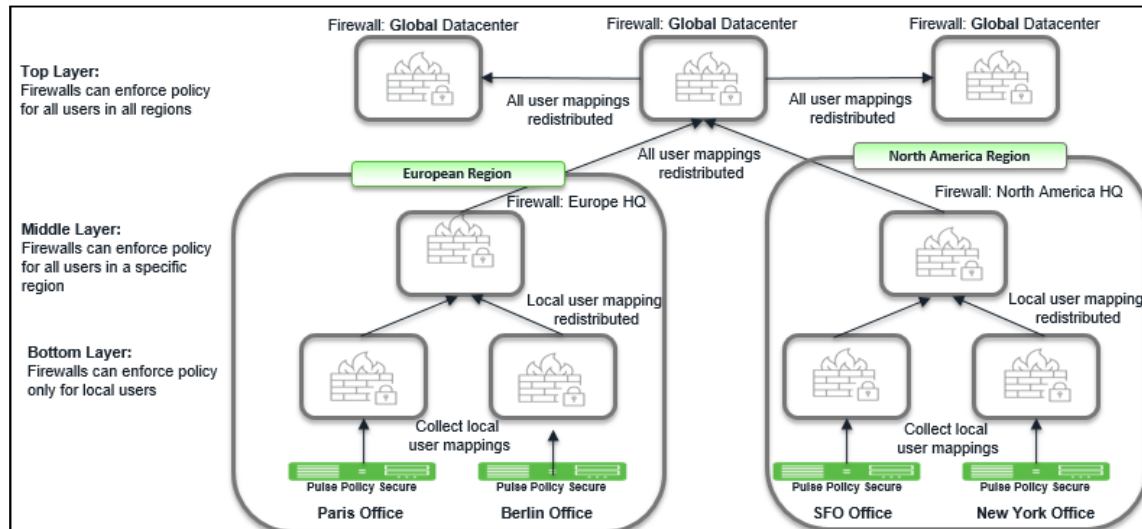 Firewall: Global Datacenter
Firewall: Global Datacenter
Firewall: Global Datacenter
Top Layer:
Firewalls can enforce policy
for all users in all regions
All user mappings
redistributed
All user mappings
redistributed
All user mappings
redistributed
European Region
North America Region
Firewall: Europe HQ
Firewall: North America HQ
Middle Layer:
Firewalls can enforce policy
for all users in a specific
region
Local user mapping
redistributed
Local user mapping
redistributed
Bottom Layer:
Firewalls can enforce policy
only for local users
Collect local
user mappings
Collect local
user mappings
Pulse Policy Secure
Pulse Policy Secure
Pulse Policy Secure
Pulse Policy Secure
Paris Office
Berlin Office
SFO Office
New York Office